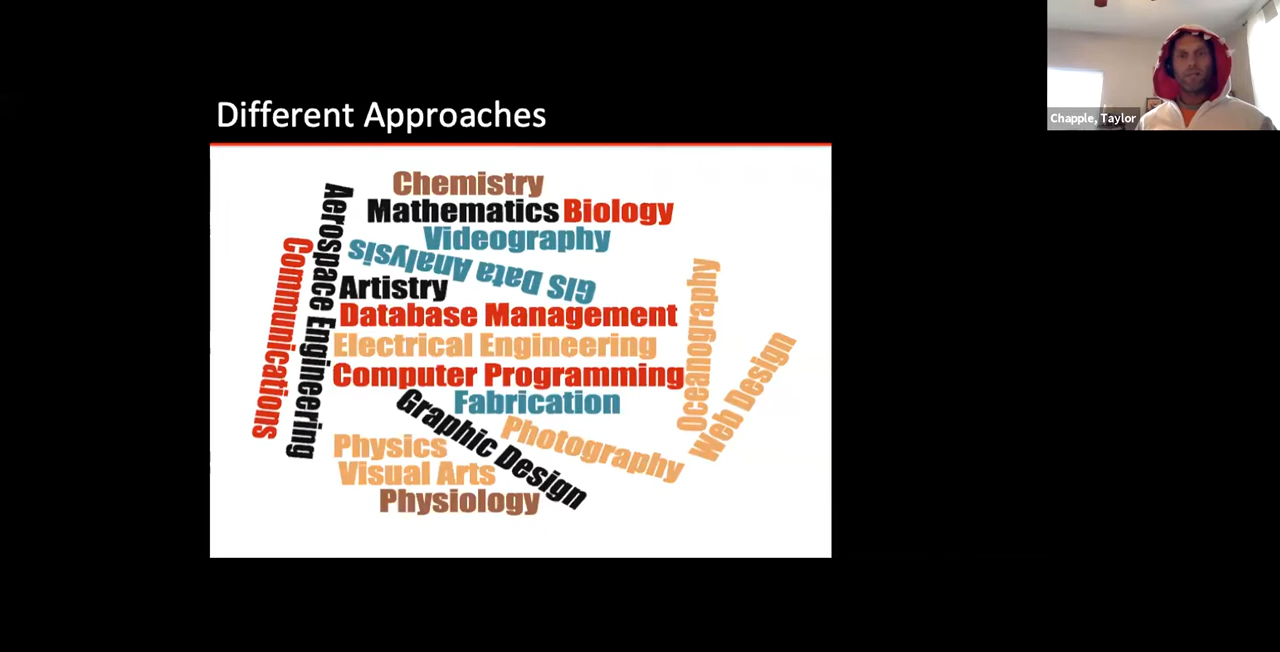 Different Approaches
Chapple, Taylor
Chemistry
Mathematics Biology
Videography
GIS Data Analysis
Aerospace Engineering
Communications
Artistry
Database Management
Electrical Engineering
Computer Programming
Fabrication
Oceanography
Web Design
Graphic Design
Photography
Physics
Visual Arts
Physiology